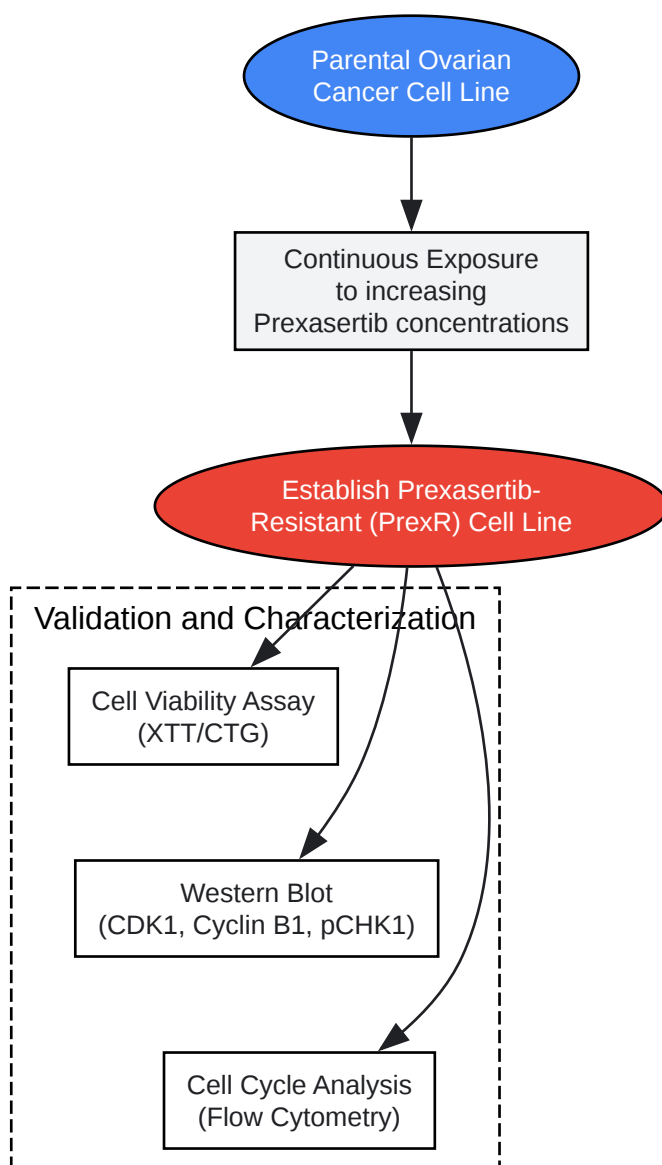 Parental Ovarian
Cancer Cell Line
Continuous Exposure
to increasing
Prexasertib concentrations
Establish Prexasertib-
Resistant (PrexR) Cell Line
Validation and Characterization
Cell Viability Assay
(XTT/CTG)
Western Blot
(CDK1, Cyclin B1, pCHK1)
Cell Cycle Analysis
(Flow Cytometry)